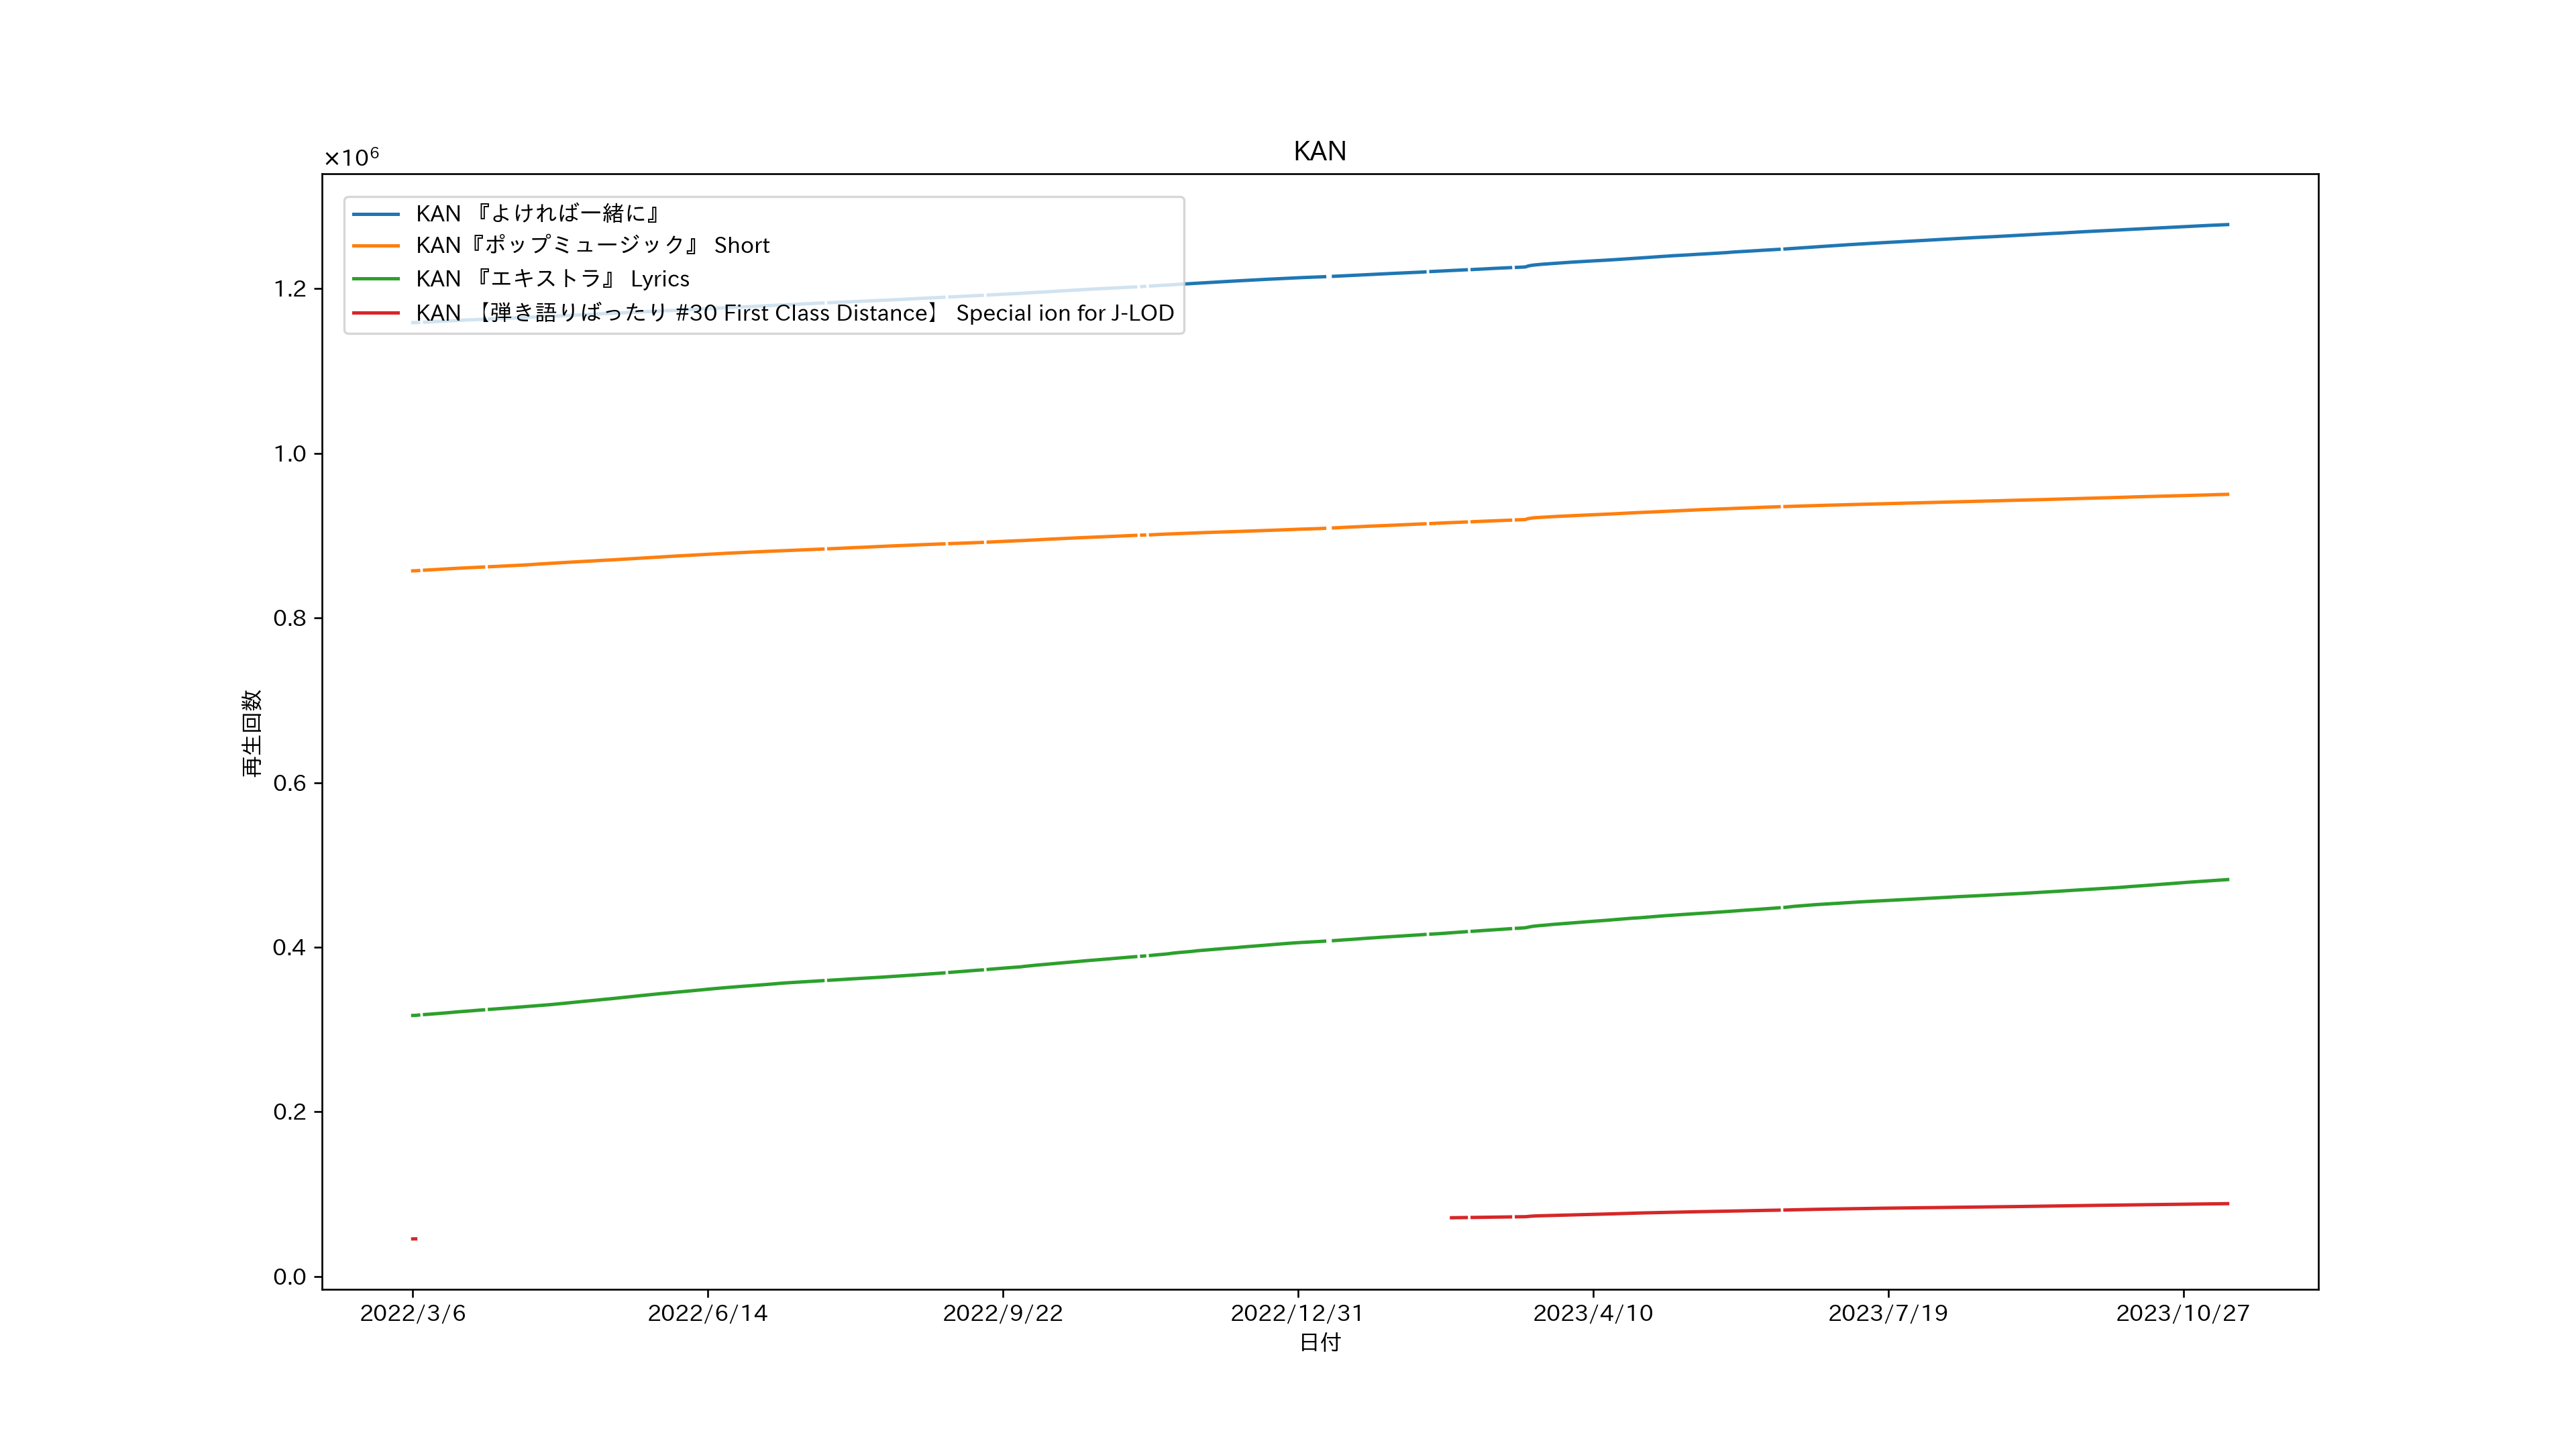 KAN
×10⁶
KAN 『よければ一緒に』
KAN『ポップミュージック』 Short
KAN 『エキストラ』 Lyrics
KAN 【弾き語りばったり #30 First Class Distance】 Special ion for J-LOD
1.2
1.0
0.8
0.6
0.4
0.2
0.0
再生回数
2022/3/6 2022/6/14 2022/9/22 2022/12/31 2023/4/10 2023/7/19 2023/10/27
日付